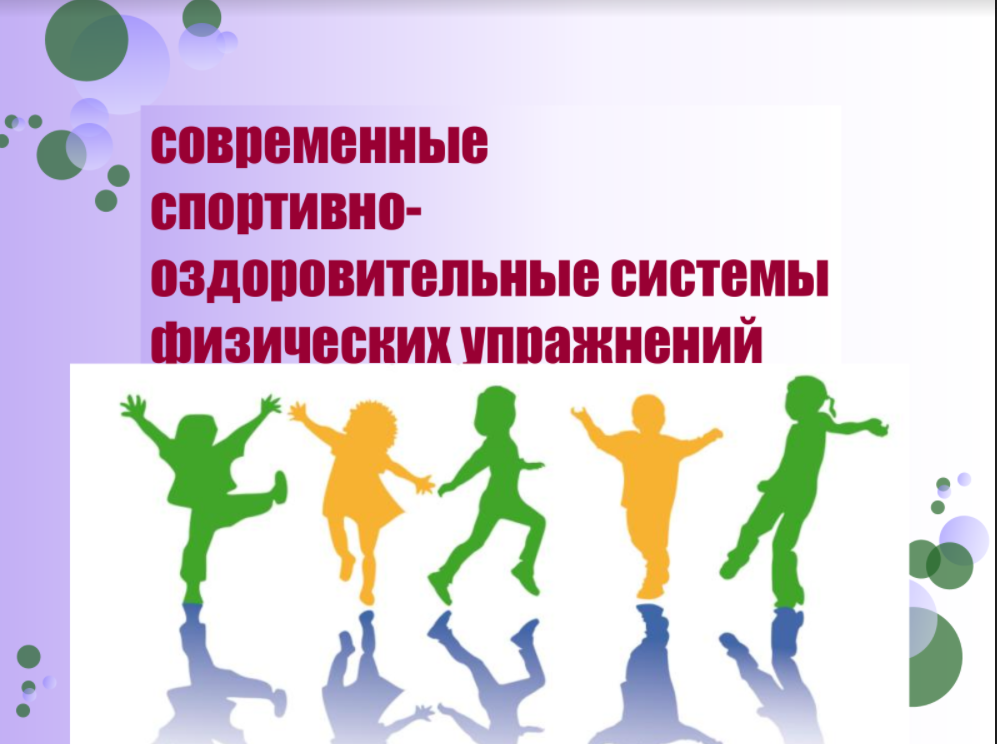 современные
спортивно-
оздоровительные системы
физических упражнений